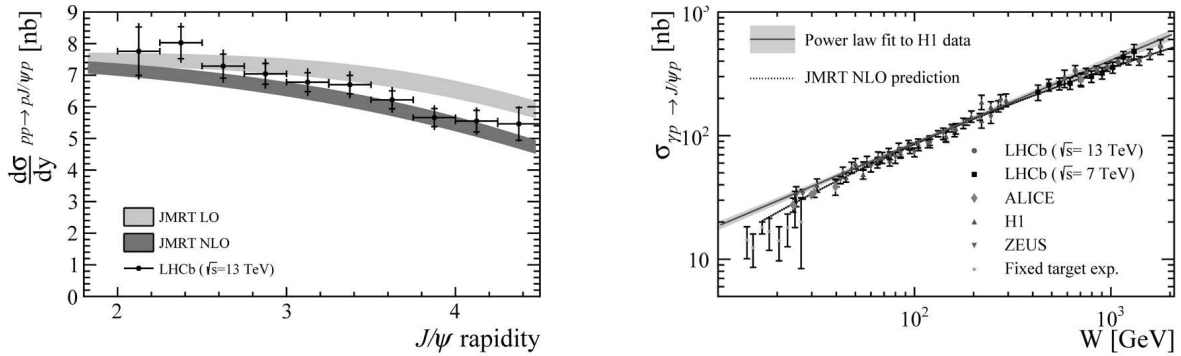 dσ/dy pp → pJ/ψp [nb]
9
8
7
6
5
4
3
2
1
0
JMRT LO
JMRT NLO
LHCb (√s=13 TeV)
2
3
4
J/ψ rapidity
σγp → J/ψp [nb]
10³
10²
10
Power law fit to H1 data
JMRT NLO prediction
LHCb (√s= 13 TeV)
LHCb (√s= 7 TeV)
ALICE
H1
ZEUS
Fixed target exp.
10²
10³
W [GeV]